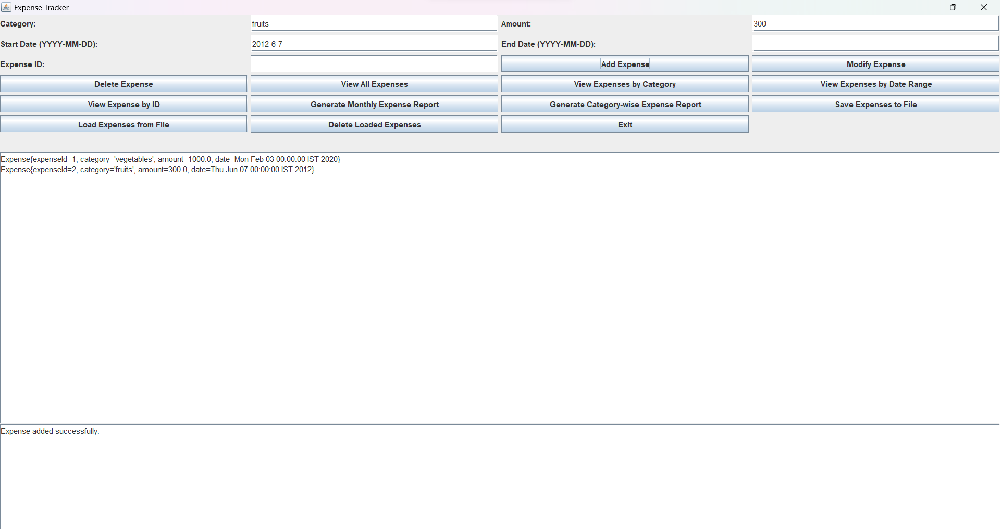 Expense Tracker
Category: fruits Amount: 300
Start Date (YYYY-MM-DD): 2012-6-7 End Date (YYYY-MM-DD):
Expense ID: Add Expense Modify Expense
Delete Expense View All Expenses View Expenses by Category View Expenses by Date Range
View Expense by ID Generate Monthly Expense Report Generate Category-wise Expense Report Save Expenses to File
Load Expenses from File Delete Loaded Expenses Exit
Expense{expenseId=1, category='vegetables', amount=1000.0, date=Mon Feb 03 00:00:00 IST 2020}
Expense{expenseId=2, category='fruits', amount=300.0, date=Thu Jun 07 00:00:00 IST 2012}
Expense added successfully.